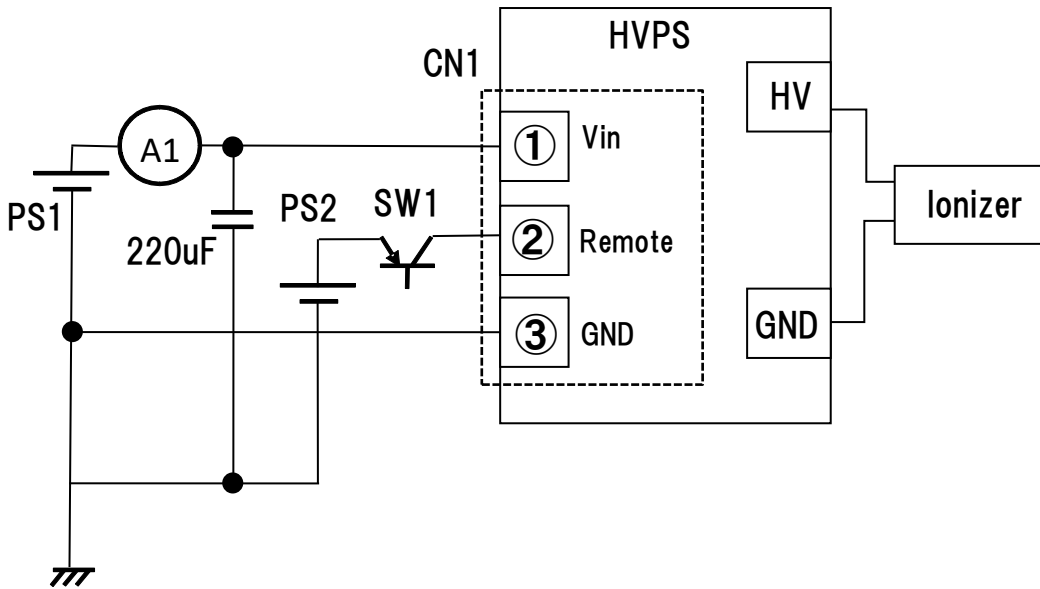 HVPS
CN1
HV
A1
① Vin
PS1
PS2
SW1
Ionizer
220uF
② Remote
③ GND
GND